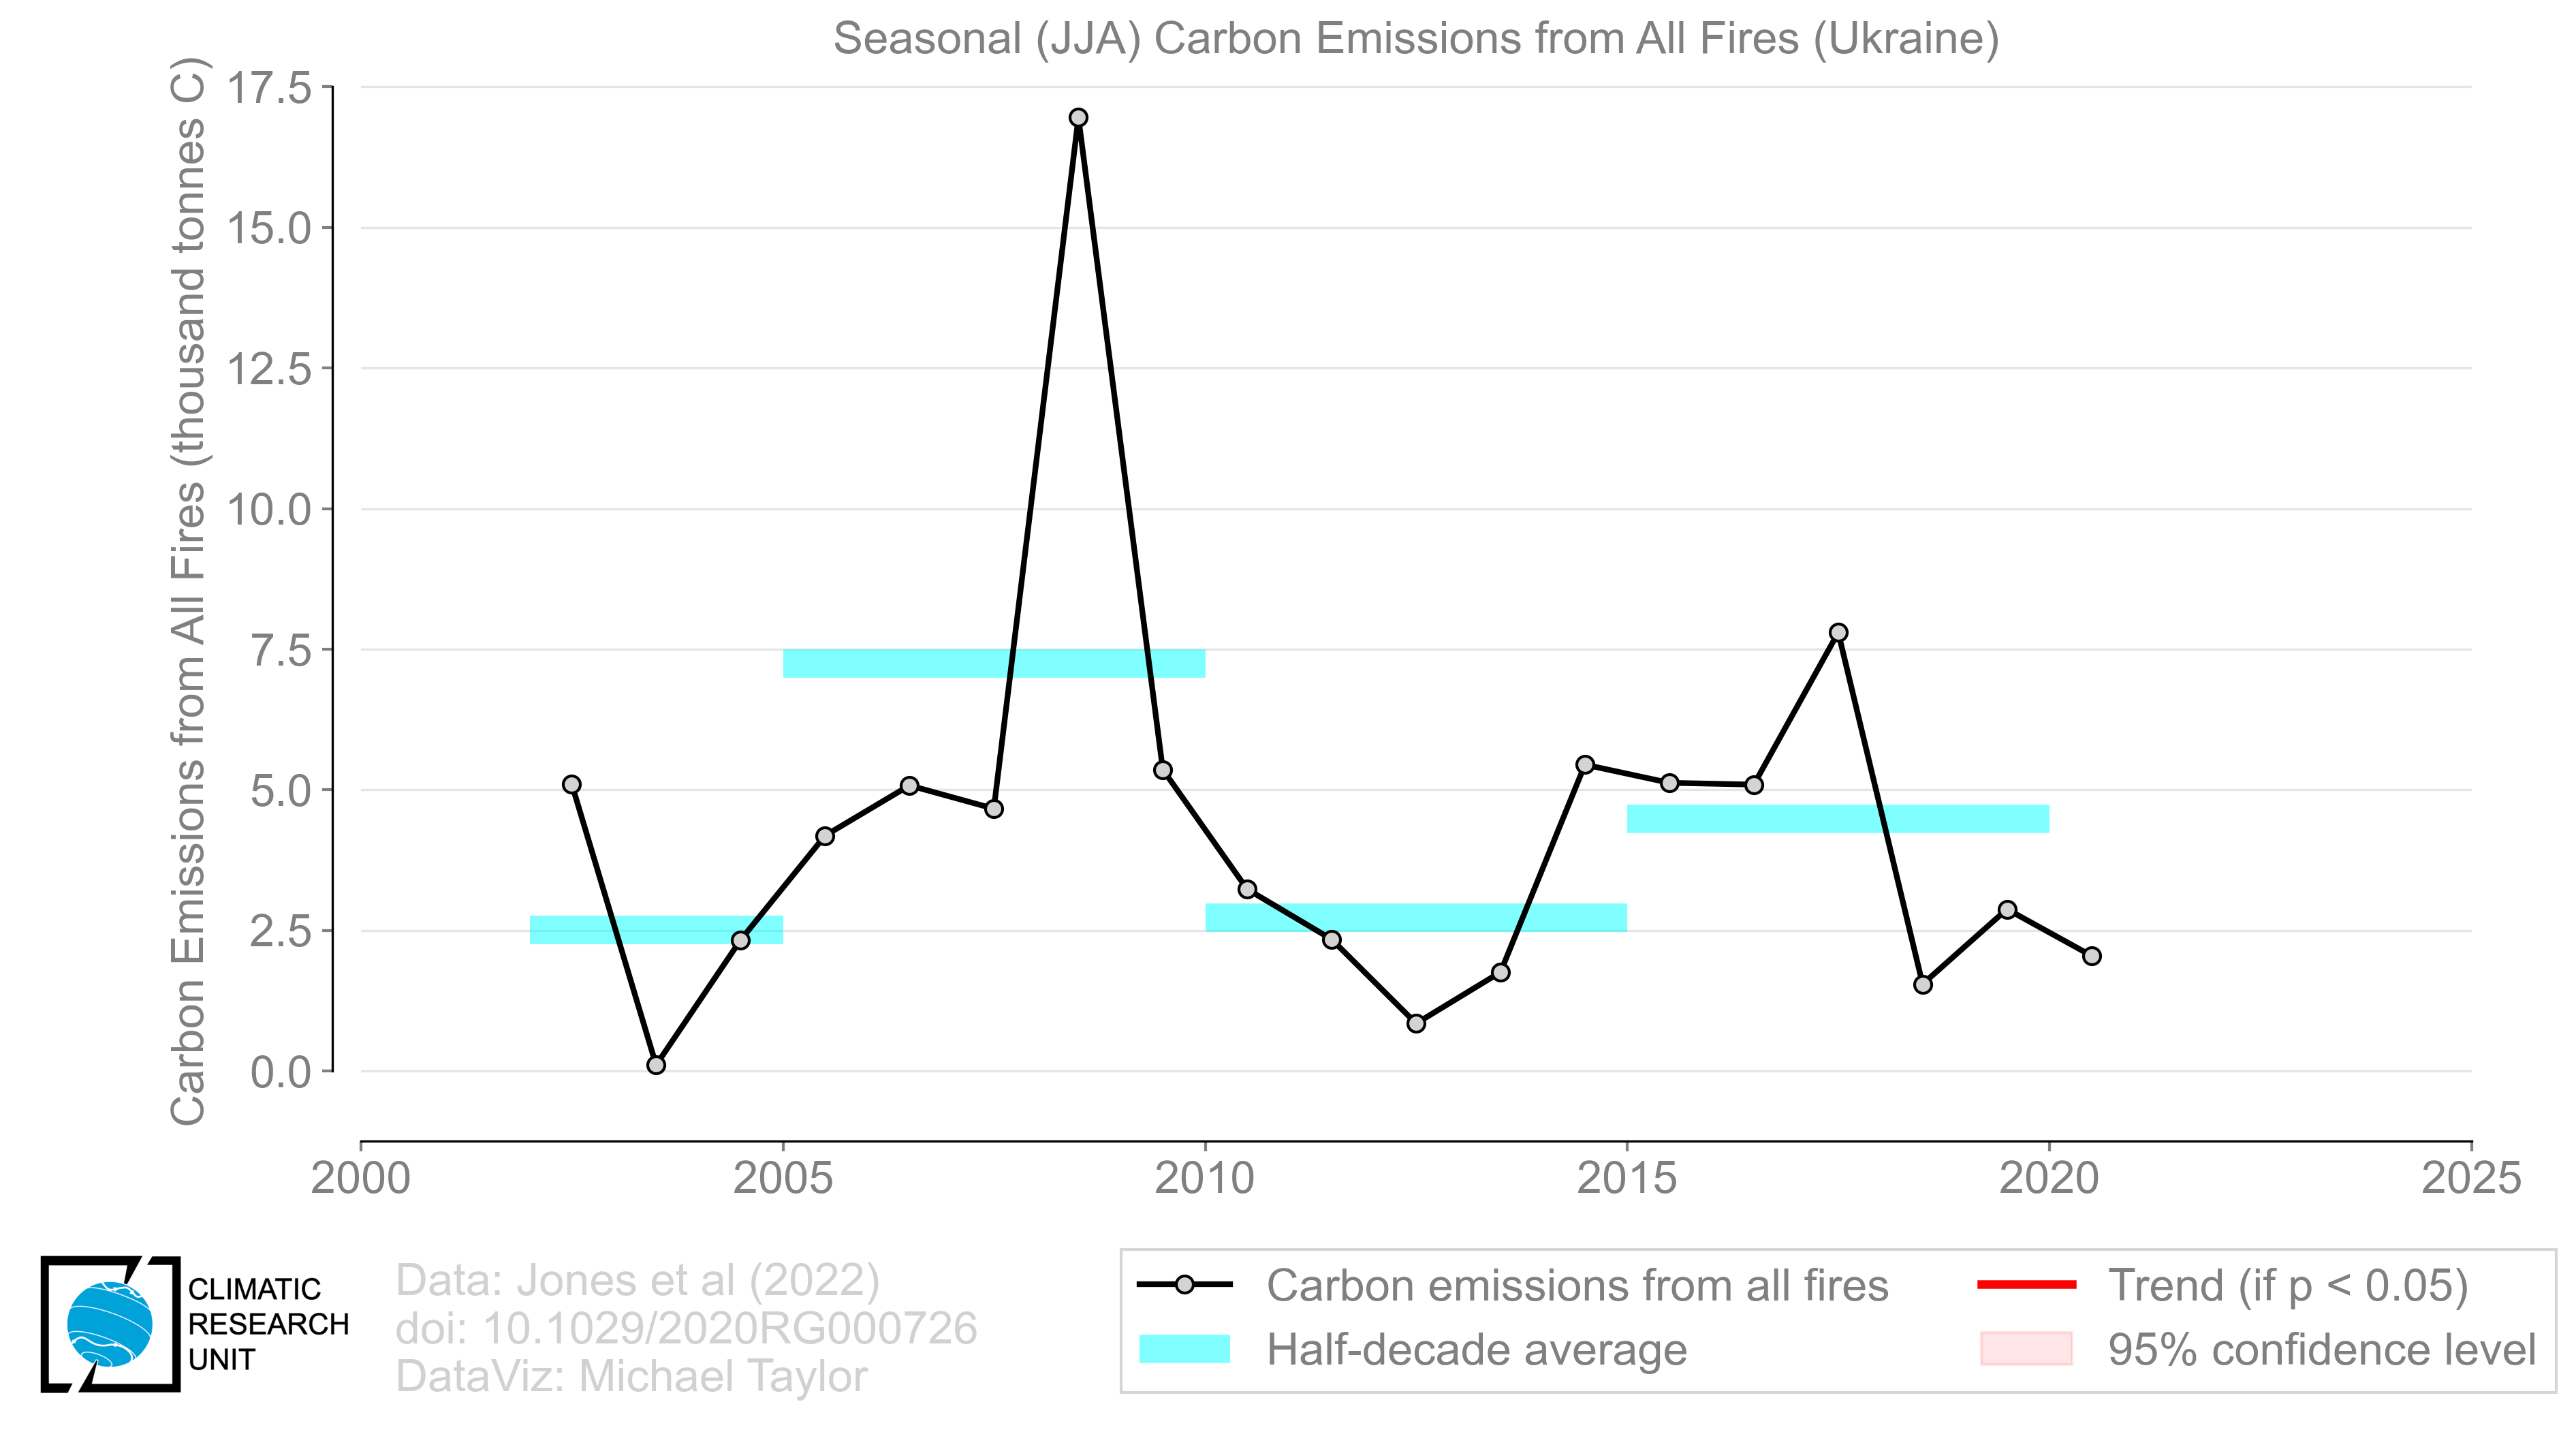 Seasonal (JJA) Carbon Emissions from All Fires (Ukraine)
Carbon Emissions from All Fires (thousand tonnes C)
17.5
15.0
12.5
10.0
7.5
5.0
2.5
0.0
2000
2005
2010
2015
2020
2025
CLIMATIC
RESEARCH
UNIT
Data: Jones et al (2022)
doi: 10.1029/2020RG000726
DataViz: Michael Taylor
Carbon emissions from all fires
Half-decade average
Trend (if p < 0.05)
95% confidence level